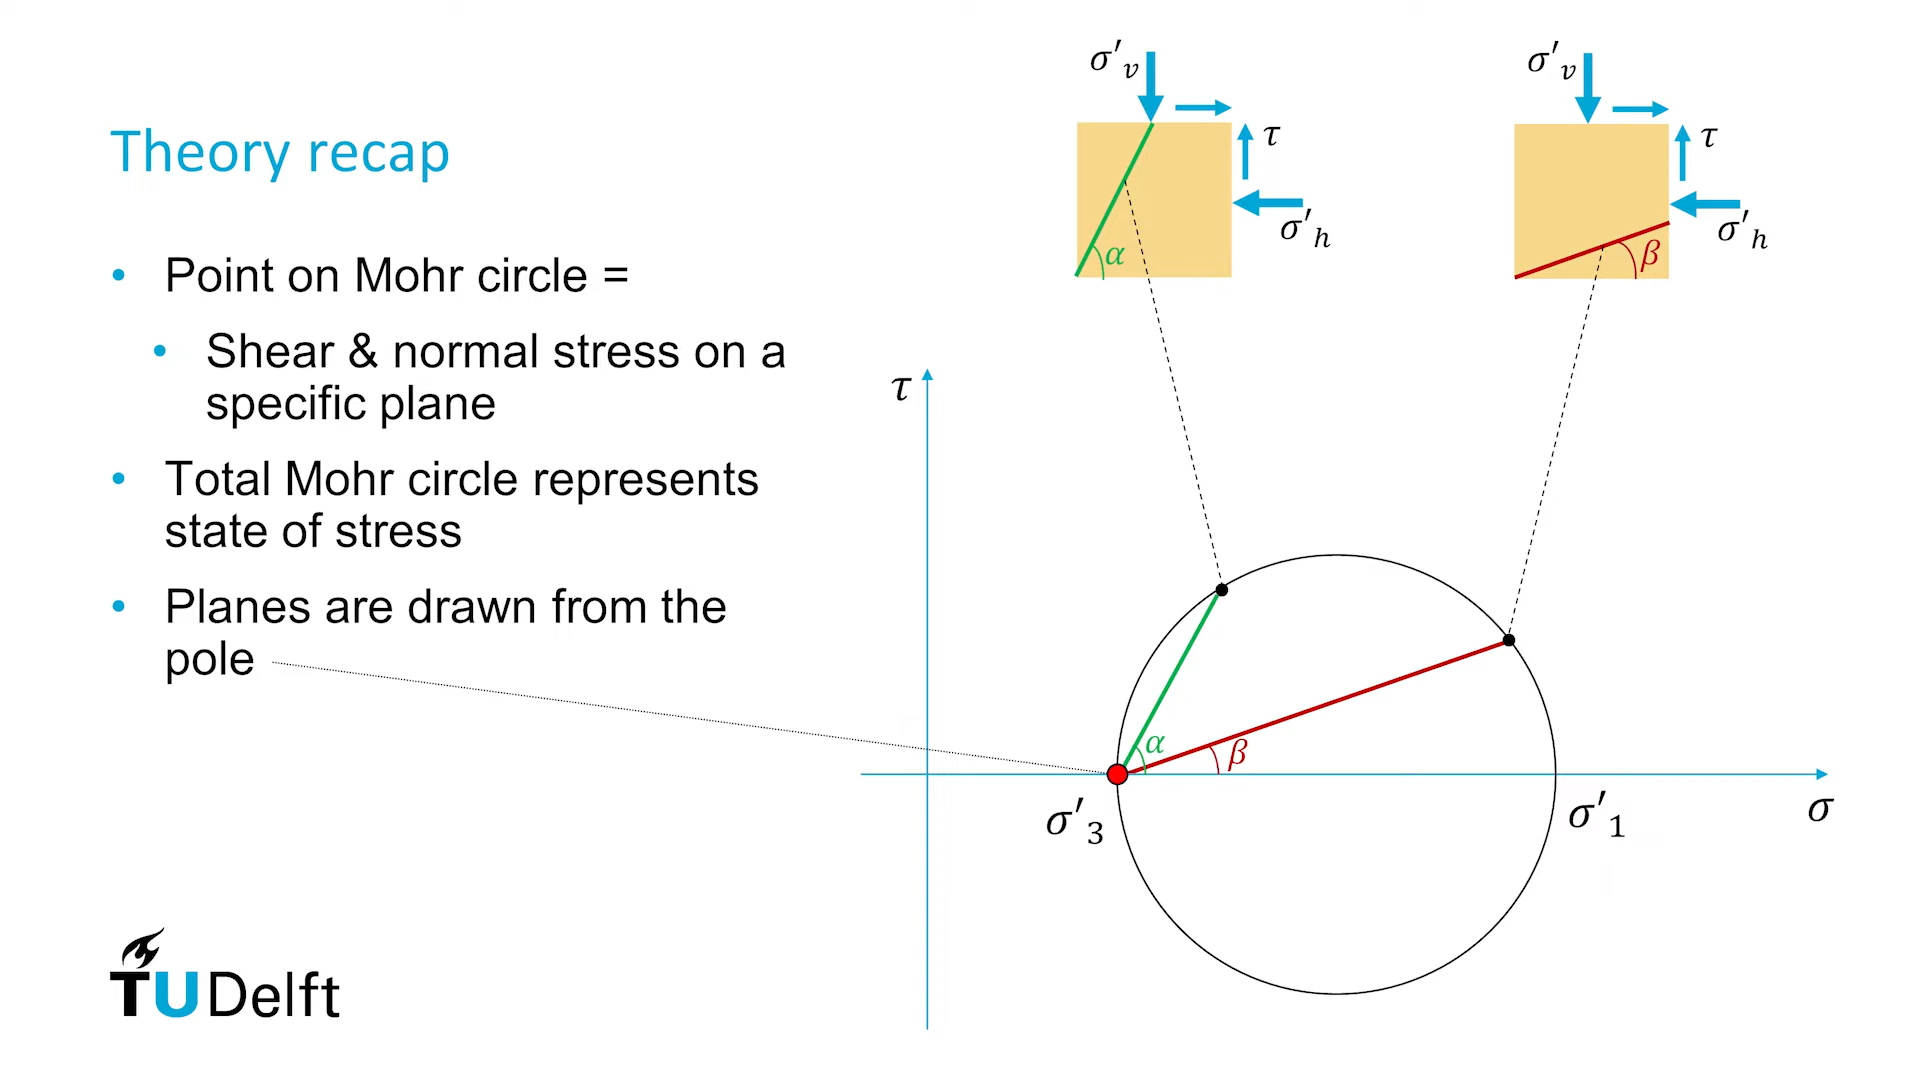 Theory recap
• Point on Mohr circle =
• Shear & normal stress on a
specific plane
• Total Mohr circle represents
state of stress
• Planes are drawn from the
pole
σ′v
τ
σ′h
α
σ′v
τ
σ′h
β
τ
α
β
σ′3
σ′1
σ
TUDelft